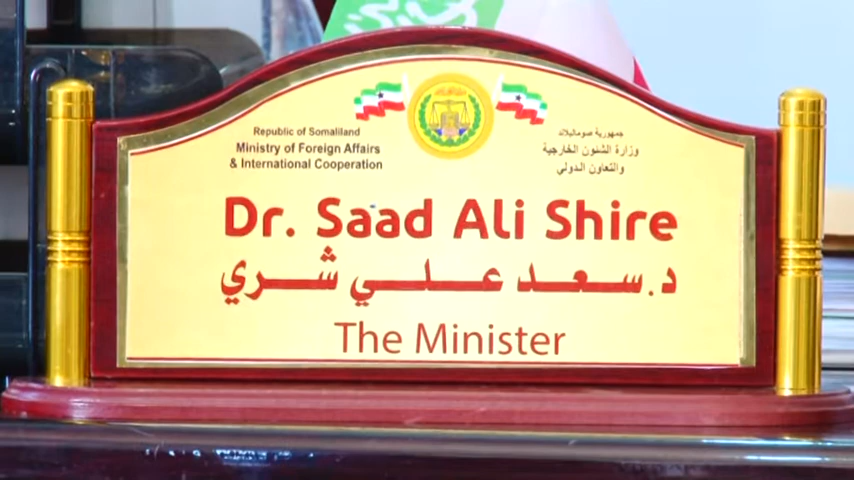 Republic of Somaliland
Ministry of Foreign Affairs
& International Cooperation
جمهورية صوماليلاند
وزارة الشئون الخارجية
والتعاون الدولي
Dr. Saad Ali Shire
د. سعد علي شري
The Minister